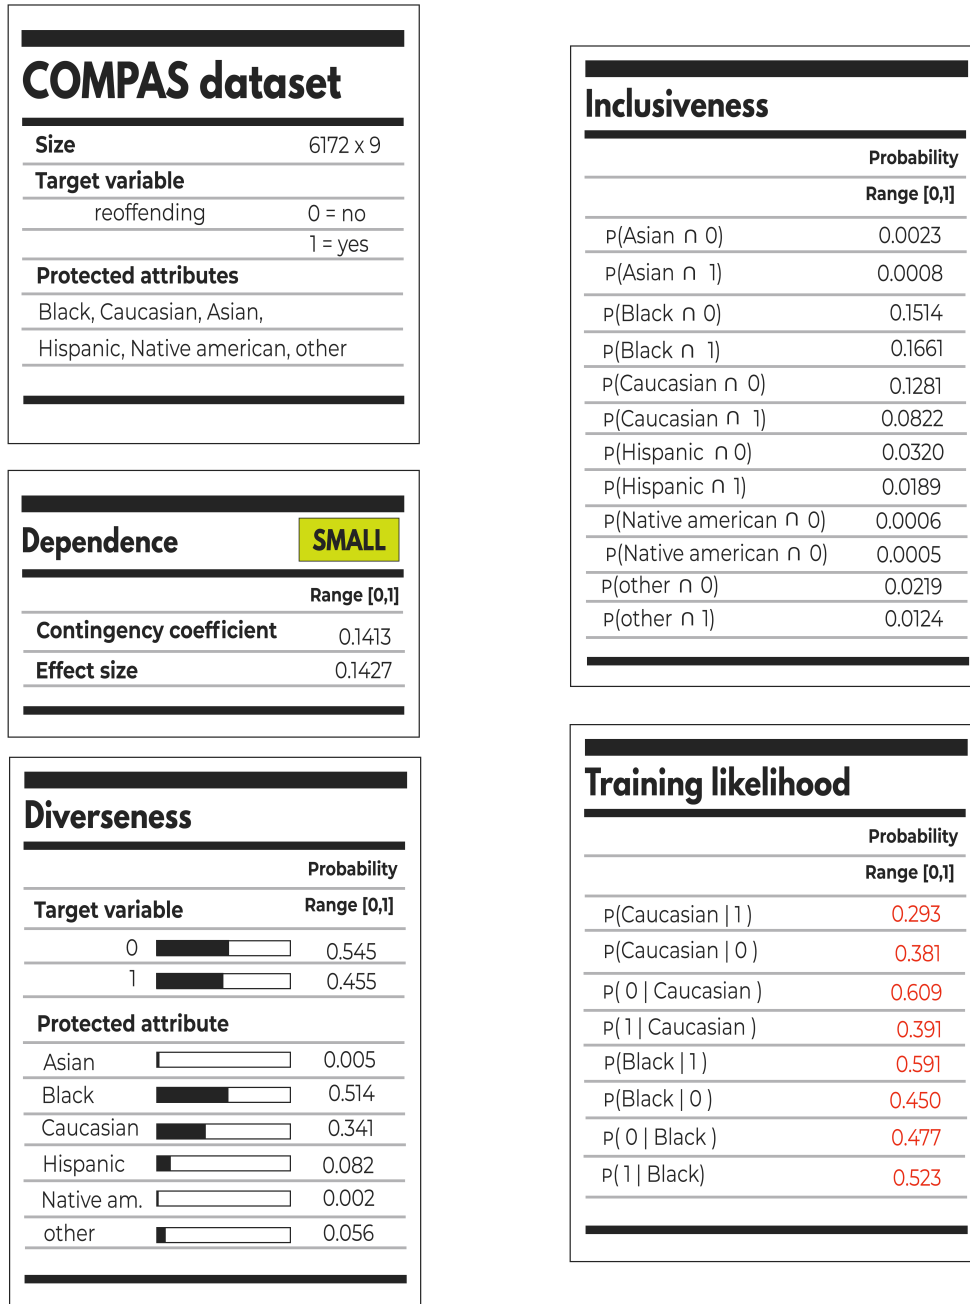 COMPAS dataset
Size 6172 x 9
Target variable
reoffending 0 = no
1 = yes
Protected attributes
Black, Caucasian, Asian,
Hispanic, Native american, other
Dependence SMALL
Range [0,1]
Contingency coefficient 0.1413
Effect size 0.1427
Diverseness
Probability
Target variable Range [0,1]
0 0.545
1 0.455
Protected attribute
Asian 0.005
Black 0.514
Caucasian 0.341
Hispanic 0.082
Native am. 0.002
other 0.056
Inclusiveness
Probability
Range [0,1]
P(Asian ∩ 0) 0.0023
P(Asian ∩ 1) 0.0008
P(Black ∩ 0) 0.1514
P(Black ∩ 1) 0.1661
P(Caucasian ∩ 0) 0.1281
P(Caucasian ∩ 1) 0.0822
P(Hispanic ∩ 0) 0.0320
P(Hispanic ∩ 1) 0.0189
P(Native american ∩ 0) 0.0006
P(Native american ∩ 0) 0.0005
P(other ∩ 0) 0.0219
P(other ∩ 1) 0.0124
Training likelihood
Probability
Range [0,1]
P(Caucasian | 1 ) 0.293
P(Caucasian | 0 ) 0.381
P( 0 | Caucasian ) 0.609
P( 1 | Caucasian ) 0.391
P(Black | 1 ) 0.591
P(Black | 0 ) 0.450
P( 0 | Black ) 0.477
P( 1 | Black) 0.523